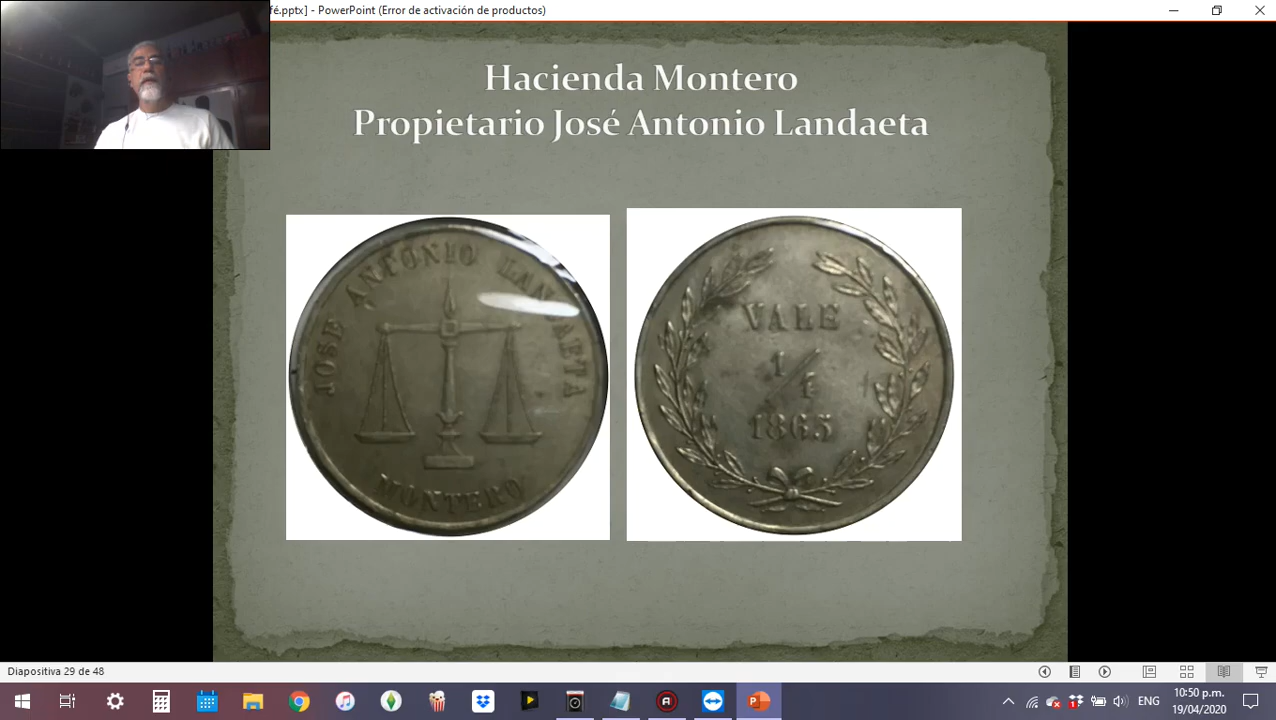 fé.pptx] - PowerPoint (Error de activación de productos)
Hacienda Montero
Propietario José Antonio Landaeta
JOSE ANTONIO LANDAETA
MONTERO
VALE
1/1
1865
Diapositiva 29 de 48
ENG
10:50 p.m.
19/04/2020